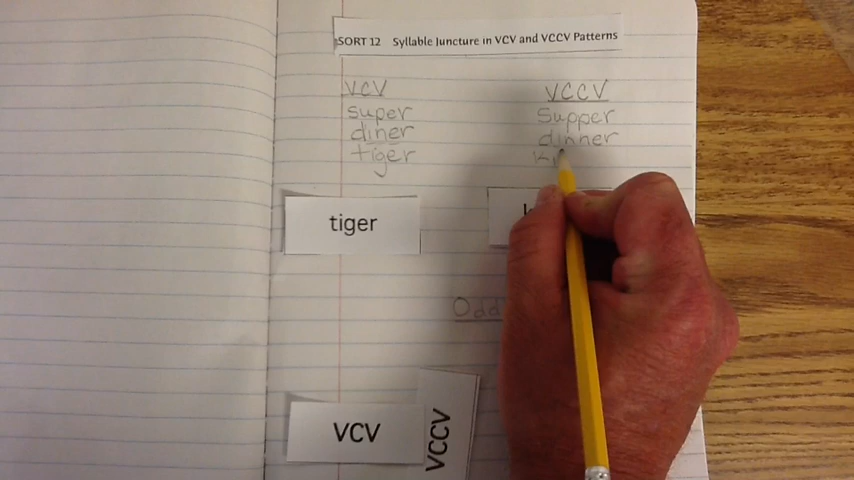 SORT 12 Syllable Juncture in VCV and VCCV Patterns
VCV
super
diner
tiger
VCCV
Supper
dinner
tiger
Odd
VCV
VCCV